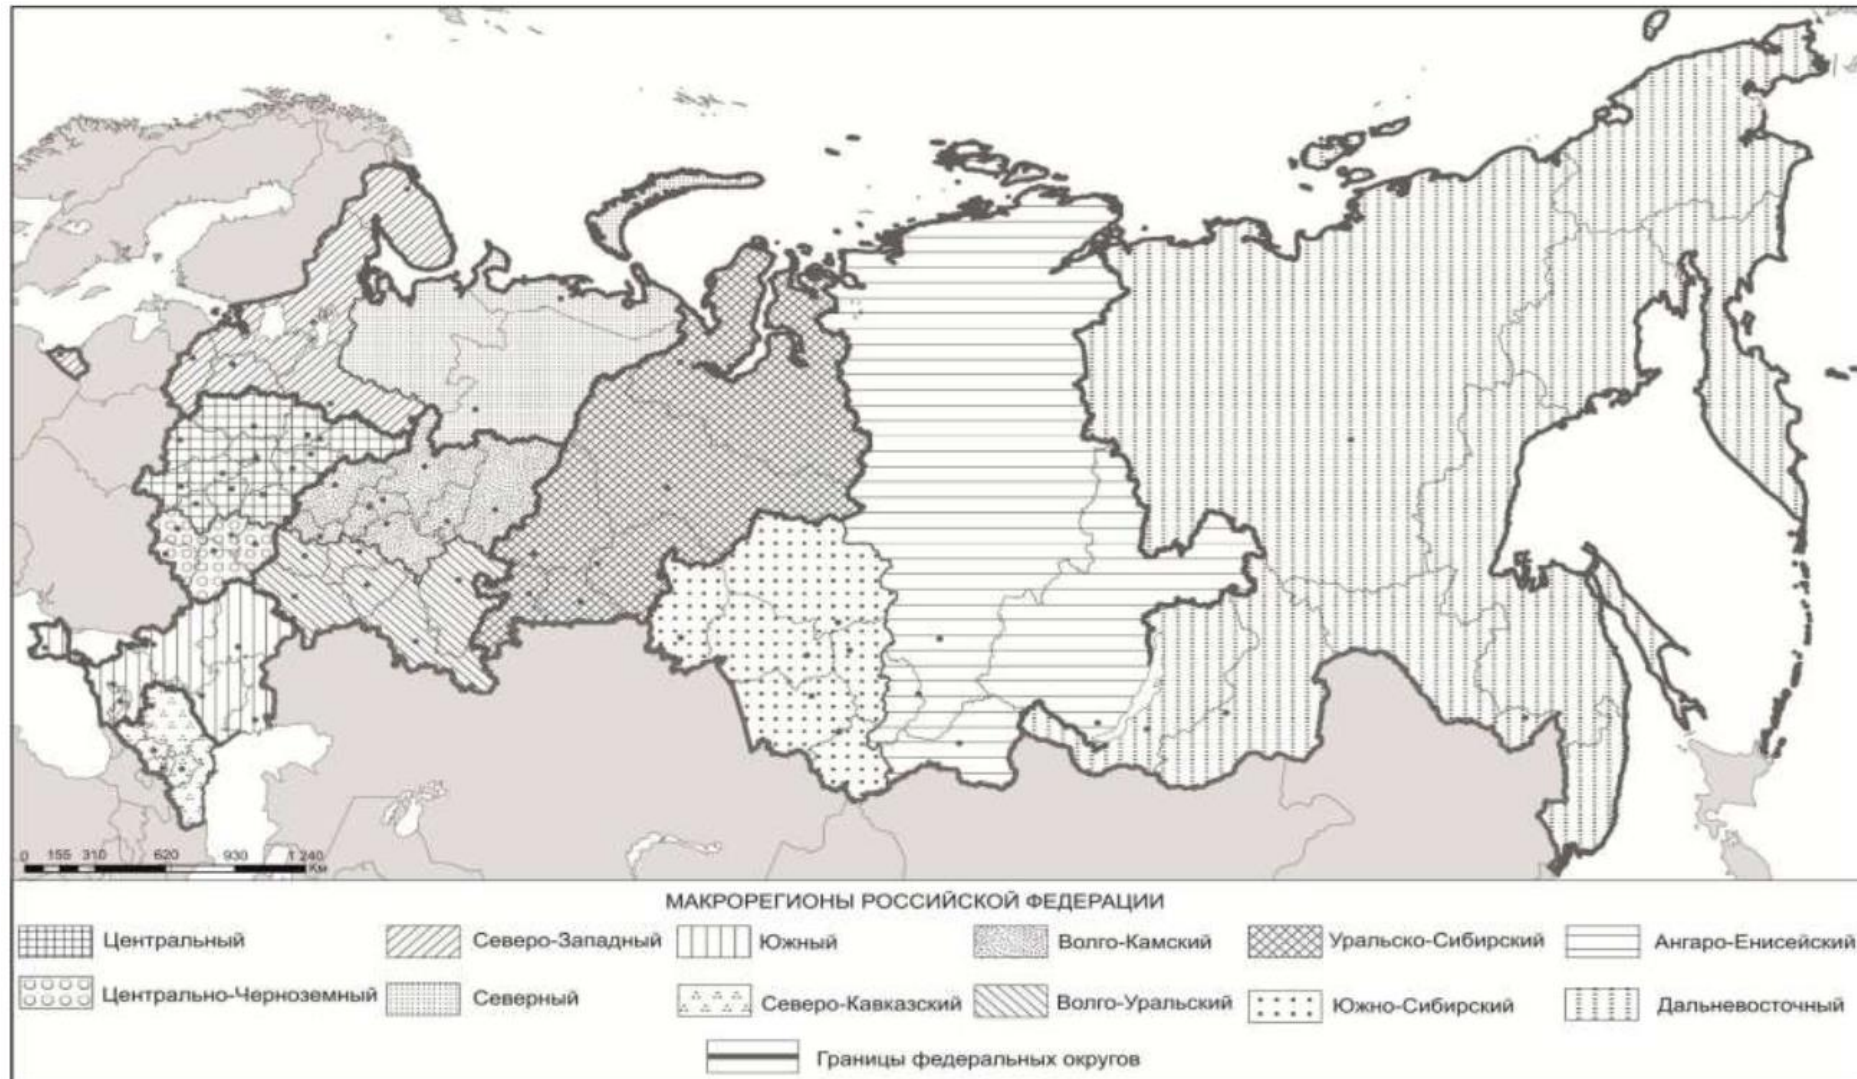 0 155 310 620 930 1 240
Км
МАКРОРЕГИОНЫ РОССИЙСКОЙ ФЕДЕРАЦИИ
Центральный Северо-Западный Южный Волго-Камский Уральско-Сибирский Ангаро-Енисейский
Центрально-Черноземный Северный Северо-Кавказский Волго-Уральский Южно-Сибирский Дальневосточный
Границы федеральных округов